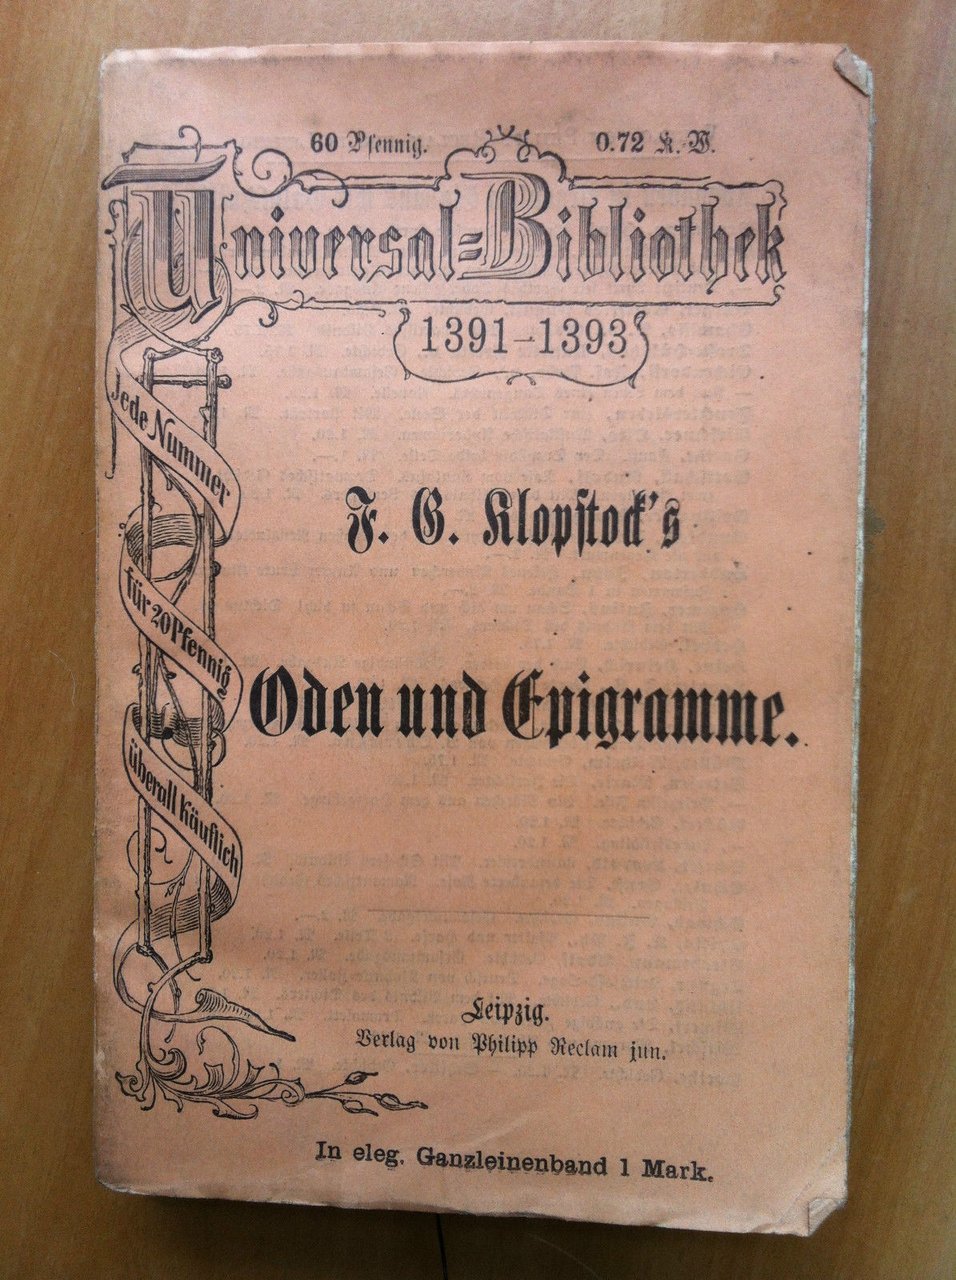 60 Pfennig. 0.72 K. W.
Universal-Bibliothek
1391-1393
Jede Nummer
für 20 Pfennig
überall käuflich
F. G. Klopstock's
Oden und Epigramme.
Leipzig.
Verlag von Philipp Reclam jun.
In eleg. Ganzleinenband 1 Mark.